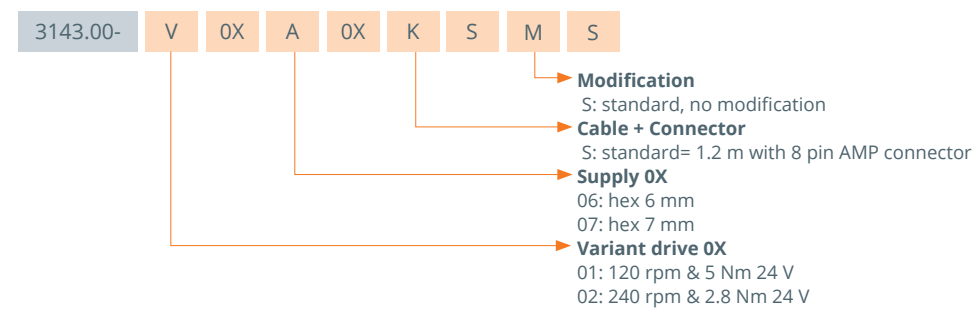 3143.00- V 0X A 0X K S M S
Modification
S: standard, no modification
Cable + Connector
S: standard= 1.2 m with 8 pin AMP connector
Supply 0X
06: hex 6 mm
07: hex 7 mm
Variant drive 0X
01: 120 rpm & 5 Nm 24 V
02: 240 rpm & 2.8 Nm 24 V